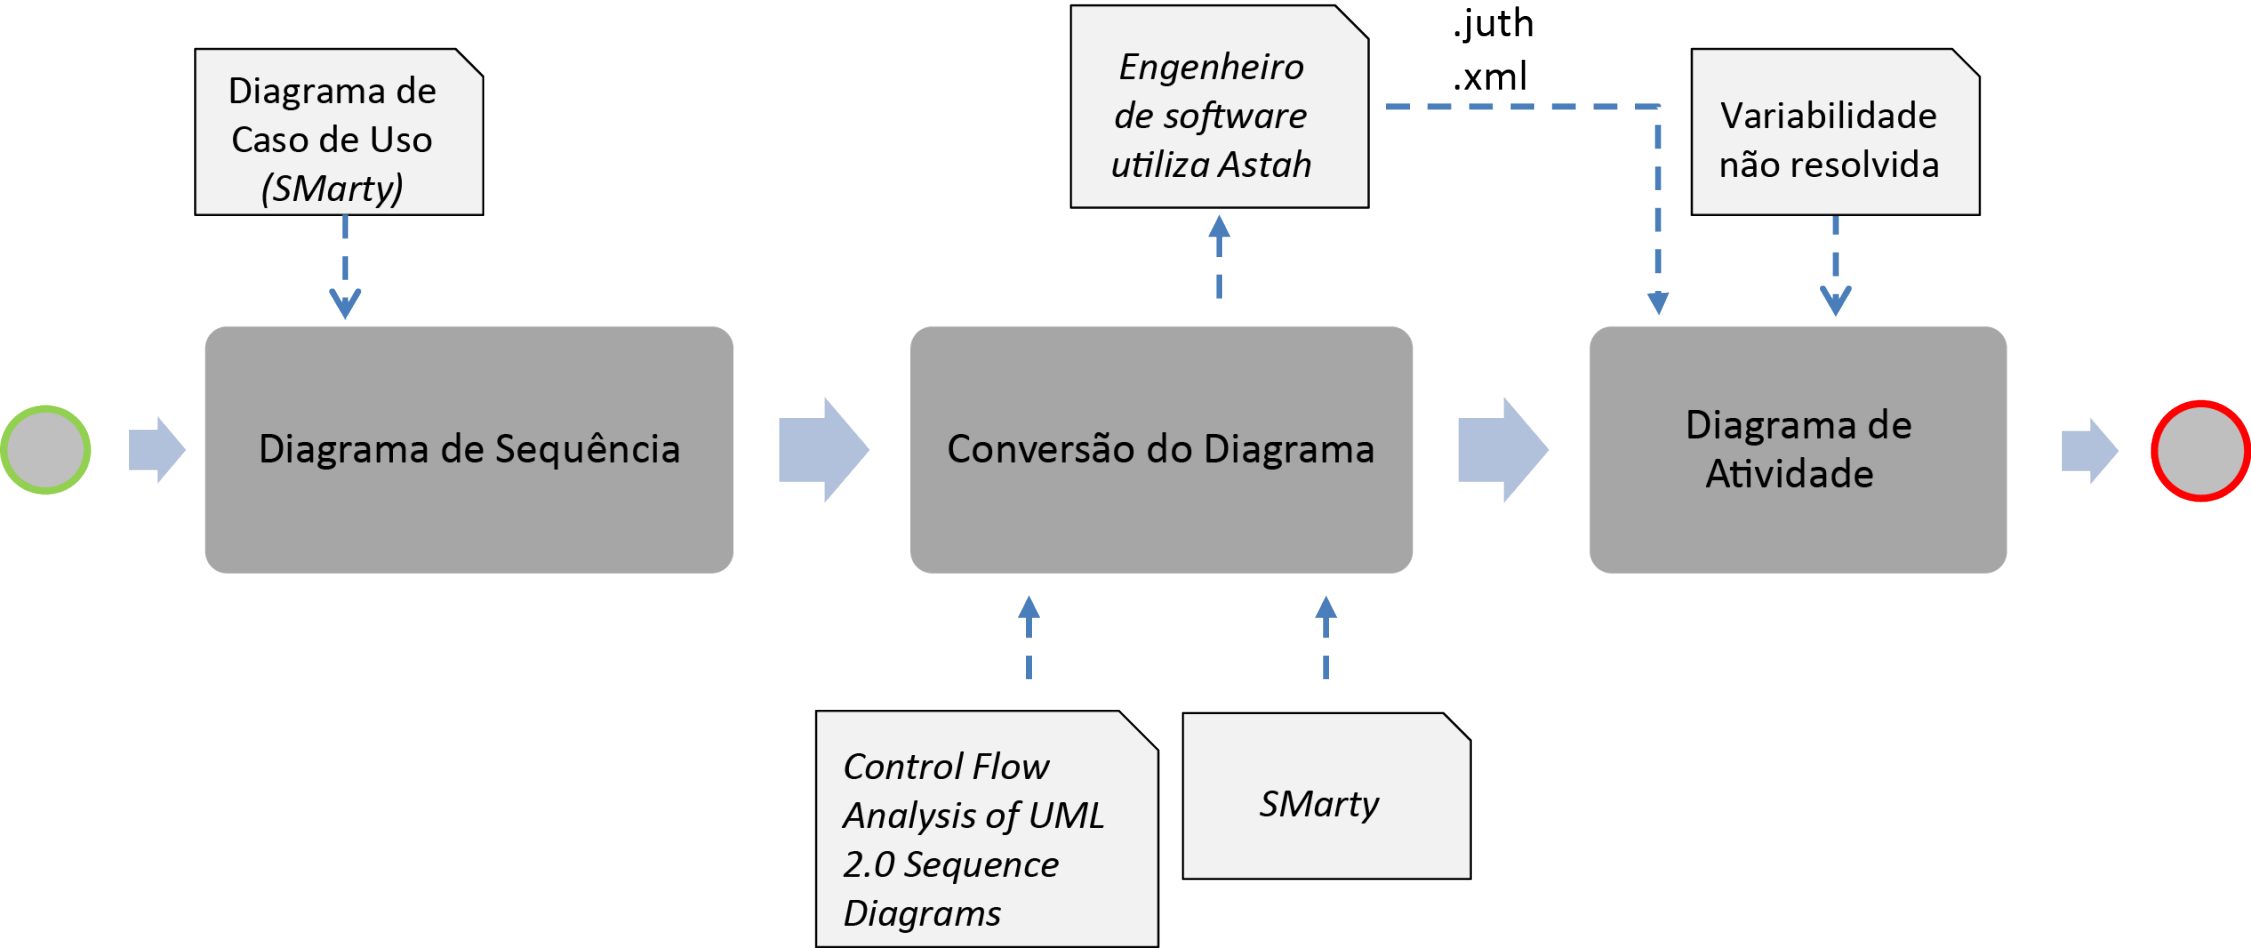 Diagrama de
Caso de Uso
(SMarty)
Engenheiro
de software
utiliza Astah
.juth
.xml
Variabilidade
não resolvida
Diagrama de Sequência
Conversão do Diagrama
Diagrama de
Atividade
Control Flow
Analysis of UML
2.0 Sequence
Diagrams
SMarty